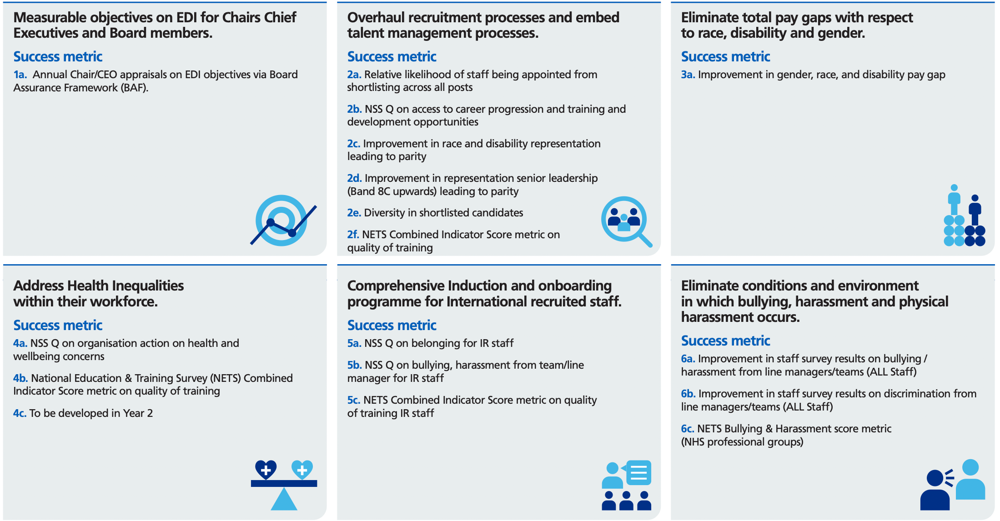 Measurable objectives on EDI for Chairs Chief
Executives and Board members.
Success metric
1a. Annual Chair/CEO appraisals on EDI objectives via Board
Assurance Framework (BAF).
Overhaul recruitment processes and embed
talent management processes.
Success metric
2a. Relative likelihood of staff being appointed from
shortlisting across all posts
2b. NSS Q on access to career progression and training and
development opportunities
2c. Improvement in race and disability representation
leading to parity
2d. Improvement in representation senior leadership
(Band 8C upwards) leading to parity
2e. Diversity in shortlisted candidates
2f. NETS Combined Indicator Score metric on
quality of training
Eliminate total pay gaps with respect
to race, disability and gender.
Success metric
3a. Improvement in gender, race, and disability pay gap
Address Health Inequalities
within their workforce.
Success metric
4a. NSS Q on organisation action on health and
wellbeing concerns
4b. National Education & Training Survey (NETS) Combined
Indicator Score metric on quality of training
4c. To be developed in Year 2
Comprehensive Induction and onboarding
programme for International recruited staff.
Success metric
5a. NSS Q on belonging for IR staff
5b. NSS Q on bullying, harassment from team/line
manager for IR staff
5c. NETS Combined Indicator Score metric on quality
of training IR staff
Eliminate conditions and environment
in which bullying, harassment and physical
harassment occurs.
Success metric
6a. Improvement in staff survey results on bullying /
harassment from line managers/teams (ALL Staff)
6b. Improvement in staff survey results on discrimination from
line managers/teams (ALL Staff)
6c. NETS Bullying & Harassment score metric
(NHS professional groups)